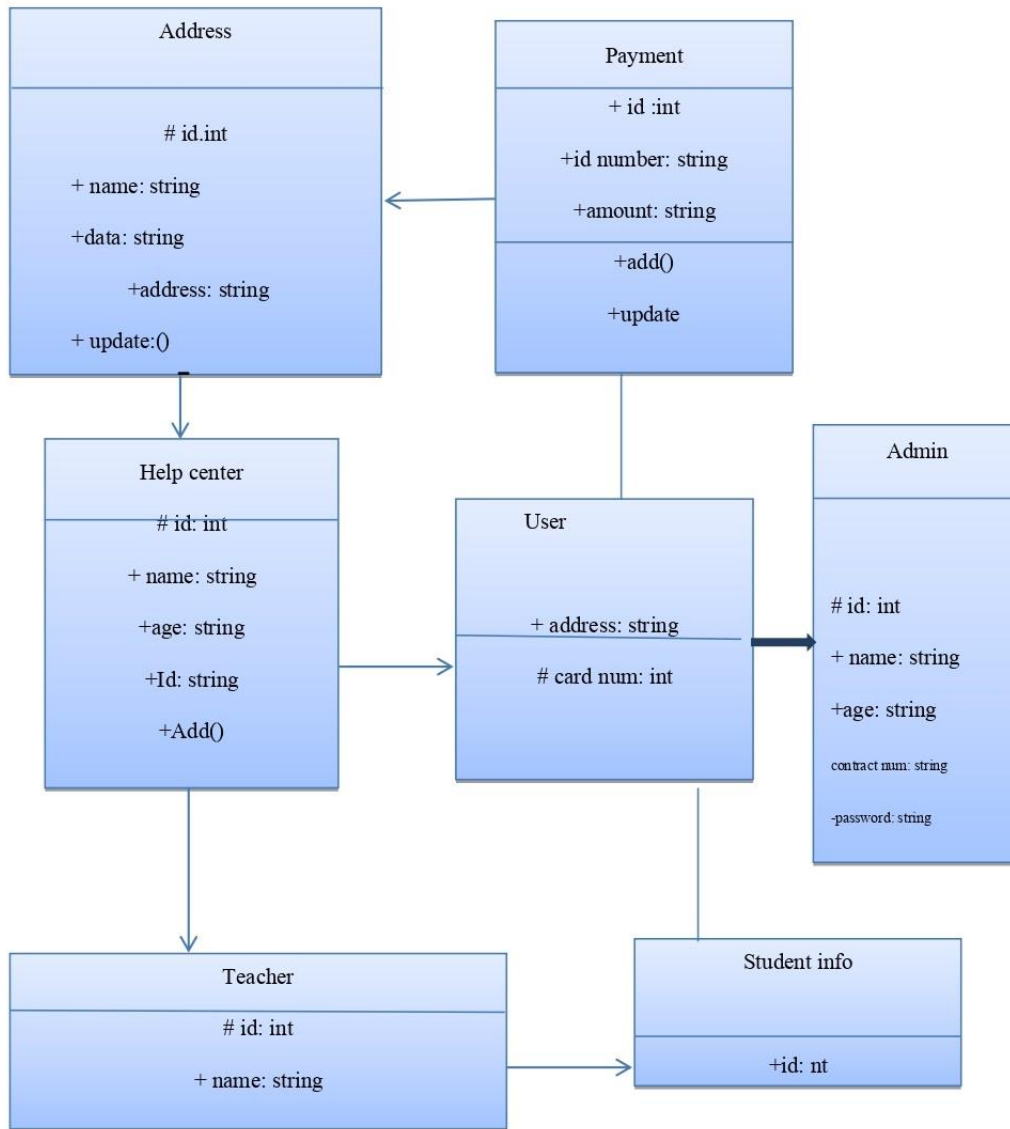 Address
# id.int
+ name: string
+data: string
+address: string
+ update:()
Payment
+ id :int
+id number: string
+amount: string
+add()
+update
Help center
# id: int
+ name: string
+age: string
+Id: string
+Add()
User
+ address: string
# card num: int
Admin
# id: int
+ name: string
+age: string
contract num: string
-password: string
Teacher
# id: int
+ name: string
Student info
+id: nt